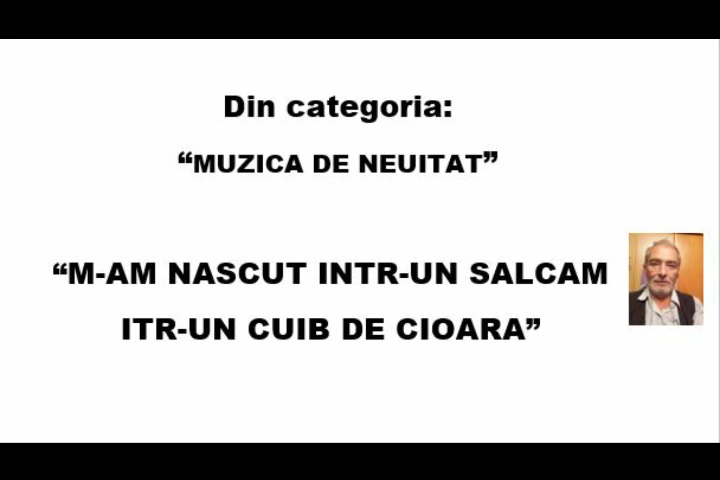 Din categoria:
“MUZICA DE NEUITAT”
“M-AM NASCUT INTR-UN SALCAM
ITR-UN CUIB DE CIOARA”